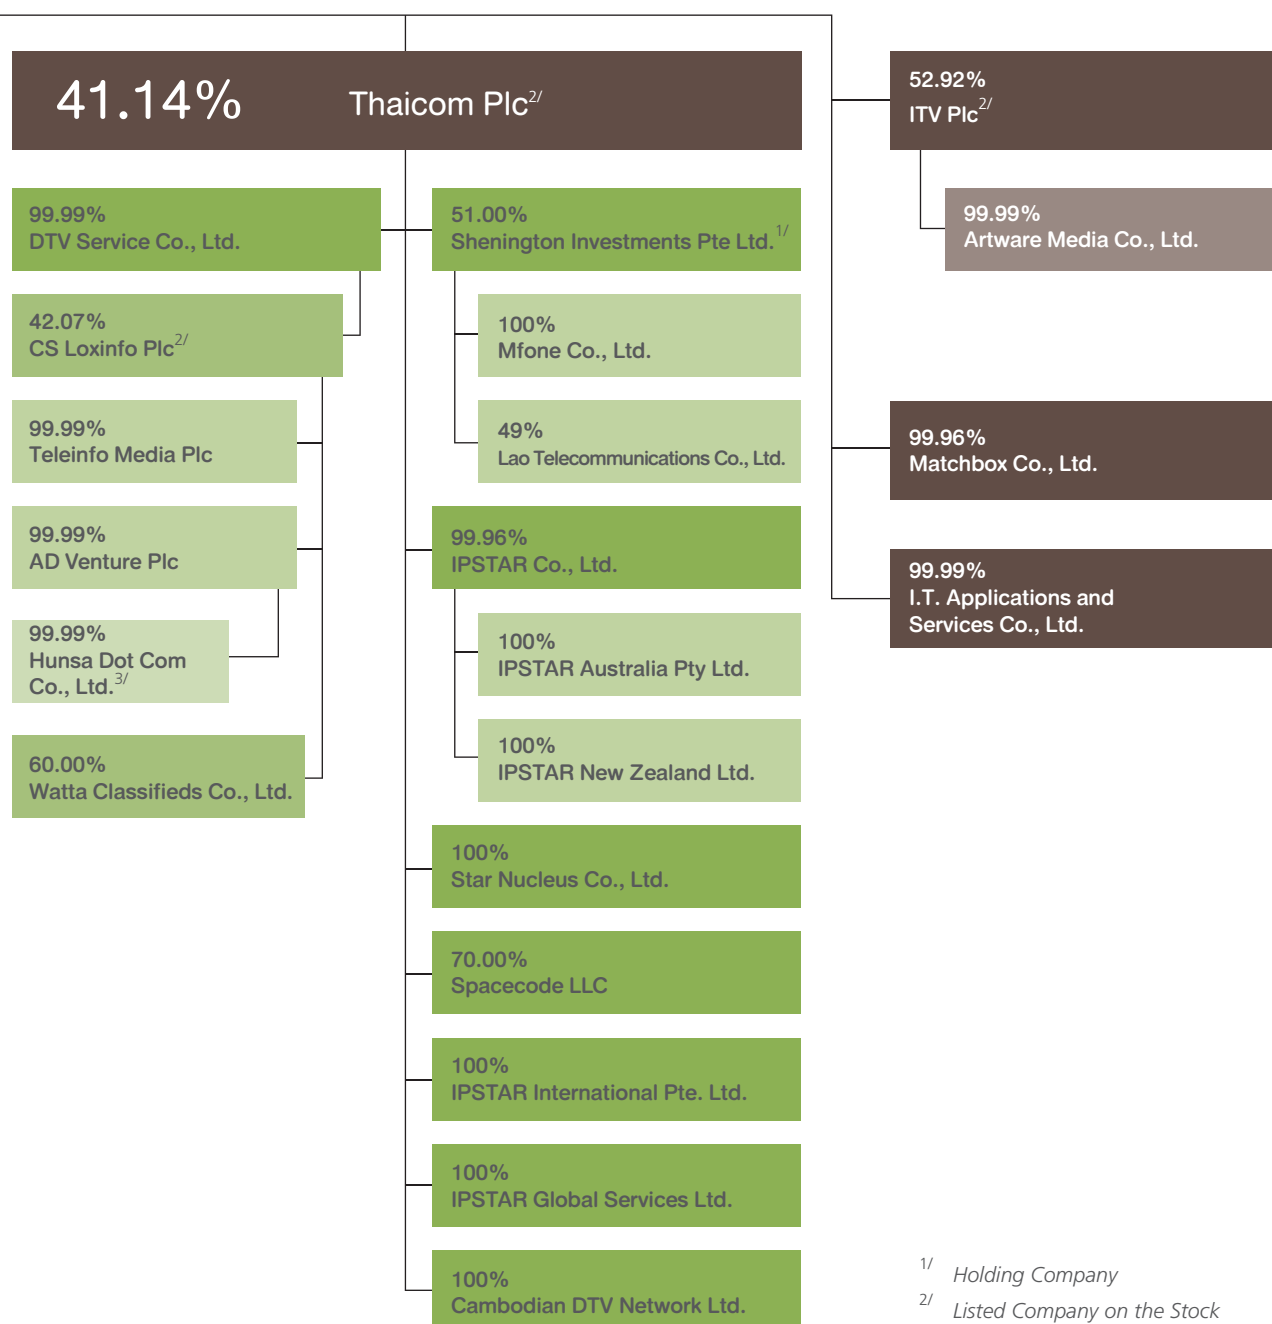 41.14% Thaicom Plc2/
99.99%
DTV Service Co., Ltd.
42.07%
CS Loxinfo Plc2/
99.99%
Teleinfo Media Plc
99.99%
AD Venture Plc
99.99%
Hunsa Dot Com
Co., Ltd.3/
60.00%
Watta Classifieds Co., Ltd.
51.00%
Shenington Investments Pte Ltd.1/
100%
Mfone Co., Ltd.
49%
Lao Telecommunications Co., Ltd.
99.96%
IPSTAR Co., Ltd.
100%
IPSTAR Australia Pty Ltd.
100%
IPSTAR New Zealand Ltd.
100%
Star Nucleus Co., Ltd.
70.00%
Spacecode LLC
100%
IPSTAR International Pte. Ltd.
100%
IPSTAR Global Services Ltd.
100%
Cambodian DTV Network Ltd.
52.92%
ITV Plc2/
99.99%
Artware Media Co., Ltd.
99.96%
Matchbox Co., Ltd.
99.99%
I.T. Applications and
Services Co., Ltd.
1/ Holding Company
2/ Listed Company on the Stock